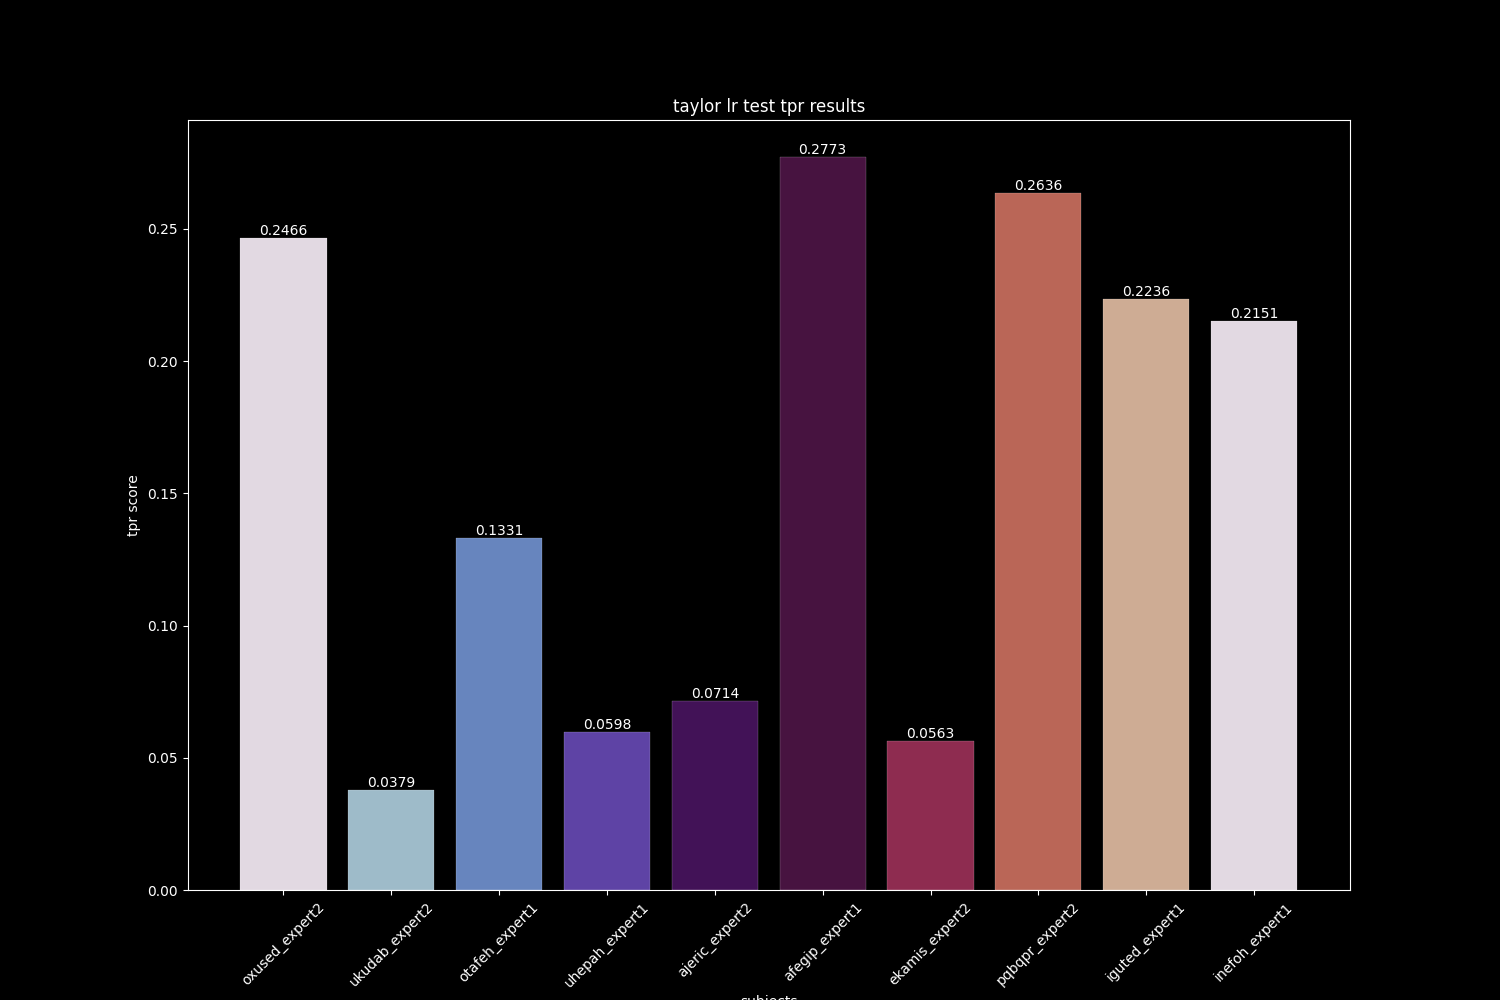 taylor lr test tpr results
0.2773
0.2636
0.2466
0.2236
0.2151
0.1331
0.0714
0.0598
0.0563
0.0379
0.25
0.20
0.15
0.10
0.05
0.00
tpr score
oxused_expert2
ukudab_expert2
otafeh_expert1
uhepah_expert1
ajeric_expert2
afegip_expert1
ekamis_expert2
pqbqpr_expert2
iguted_expert1
inefoh_expert1
subjects